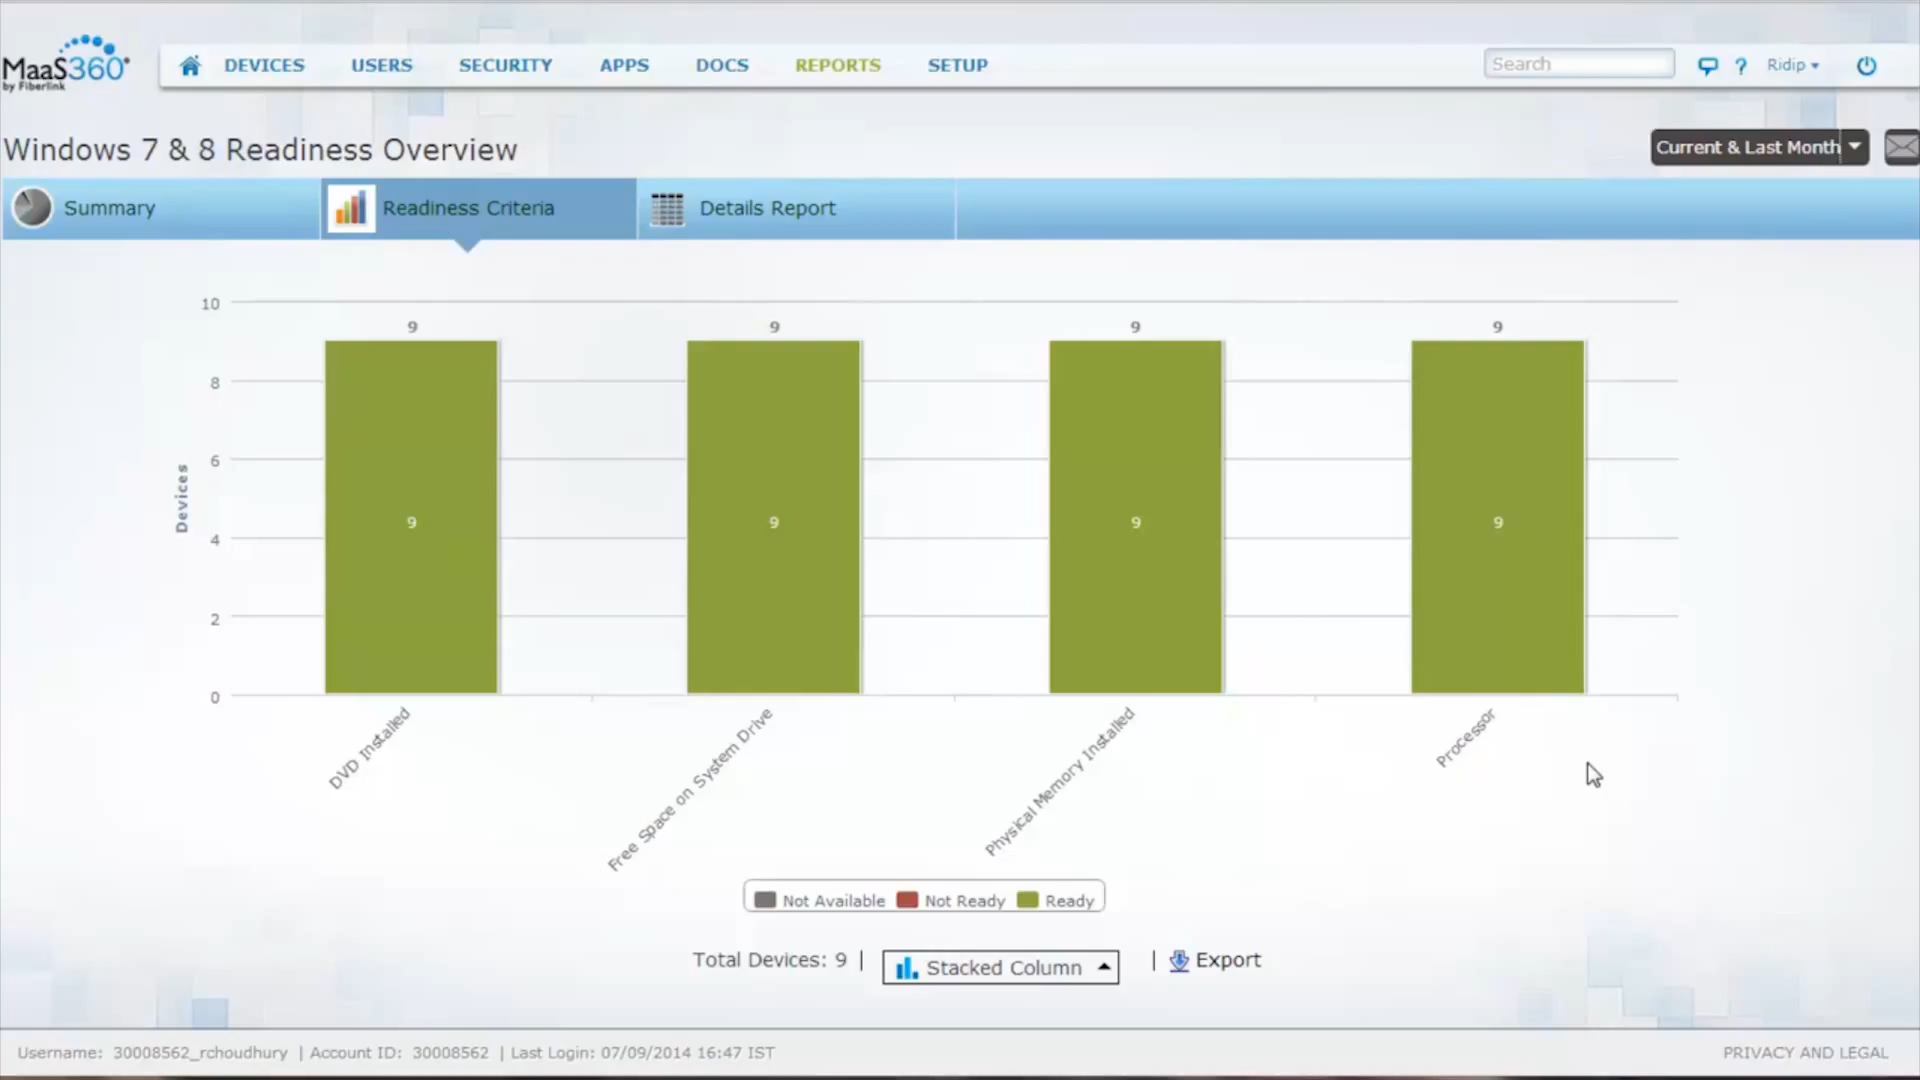 MaaS360
by Fiberlink
DEVICES USERS SECURITY APPS DOCS REPORTS SETUP
Search
? Ridip
Windows 7 & 8 Readiness Overview
Current & Last Month
Summary Readiness Criteria Details Report
10
8
6
4
2
0
Devices
9 9 9 9
9 9 9 9
DVD Installed
Free Space on System Drive
Physical Memory Installed
Processor
Not Available Not Ready Ready
Total Devices: 9 | Stacked Column | Export
Username: 30008562_rchoudhury | Account ID: 30008562 | Last Login: 07/09/2014 16:47 IST
PRIVACY AND LEGAL